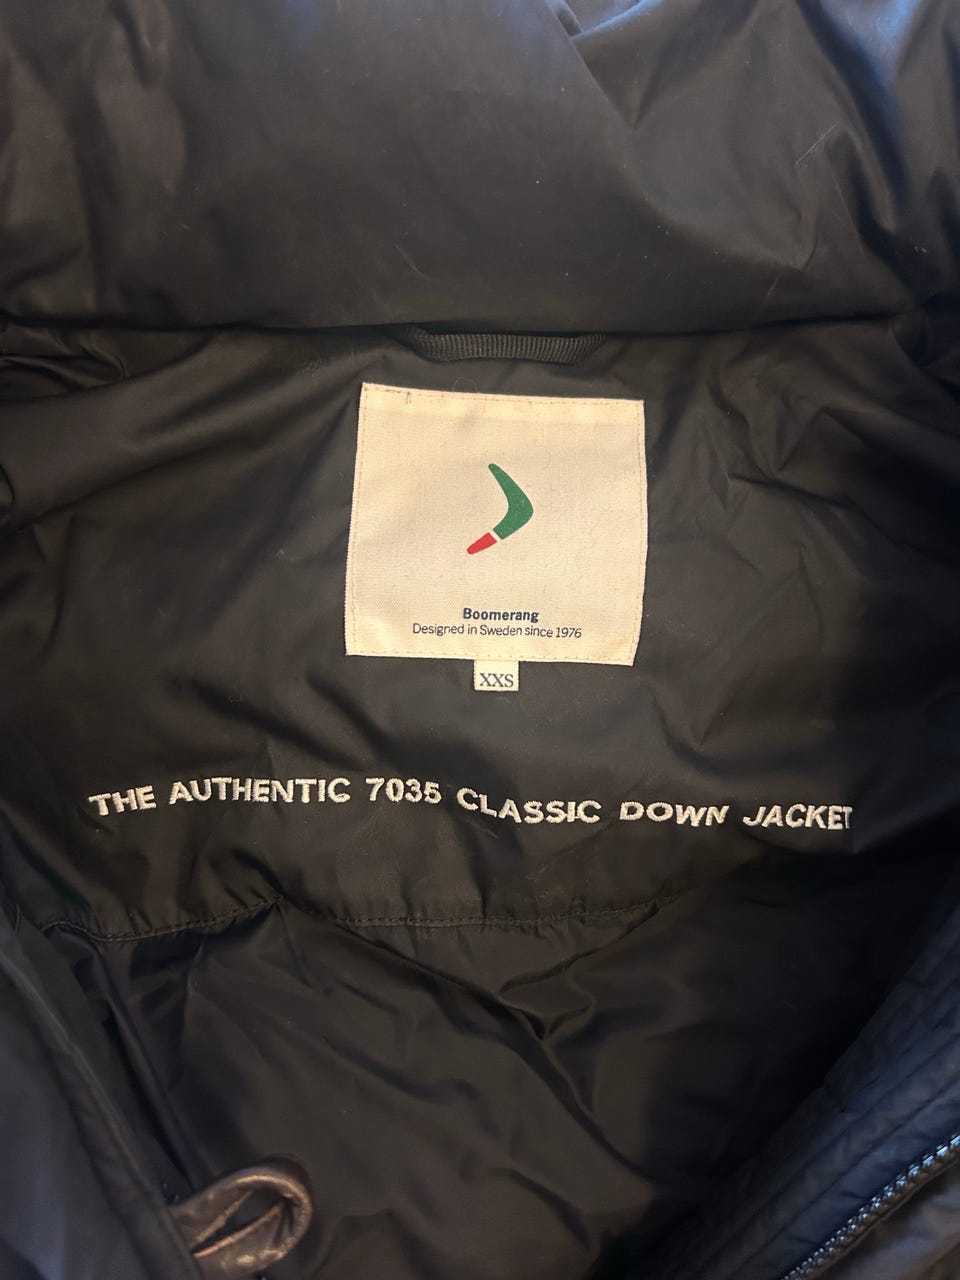 Boomerang
Designed in Sweden since 1976
XXS
THE AUTHENTIC 7035 CLASSIC DOWN JACKET